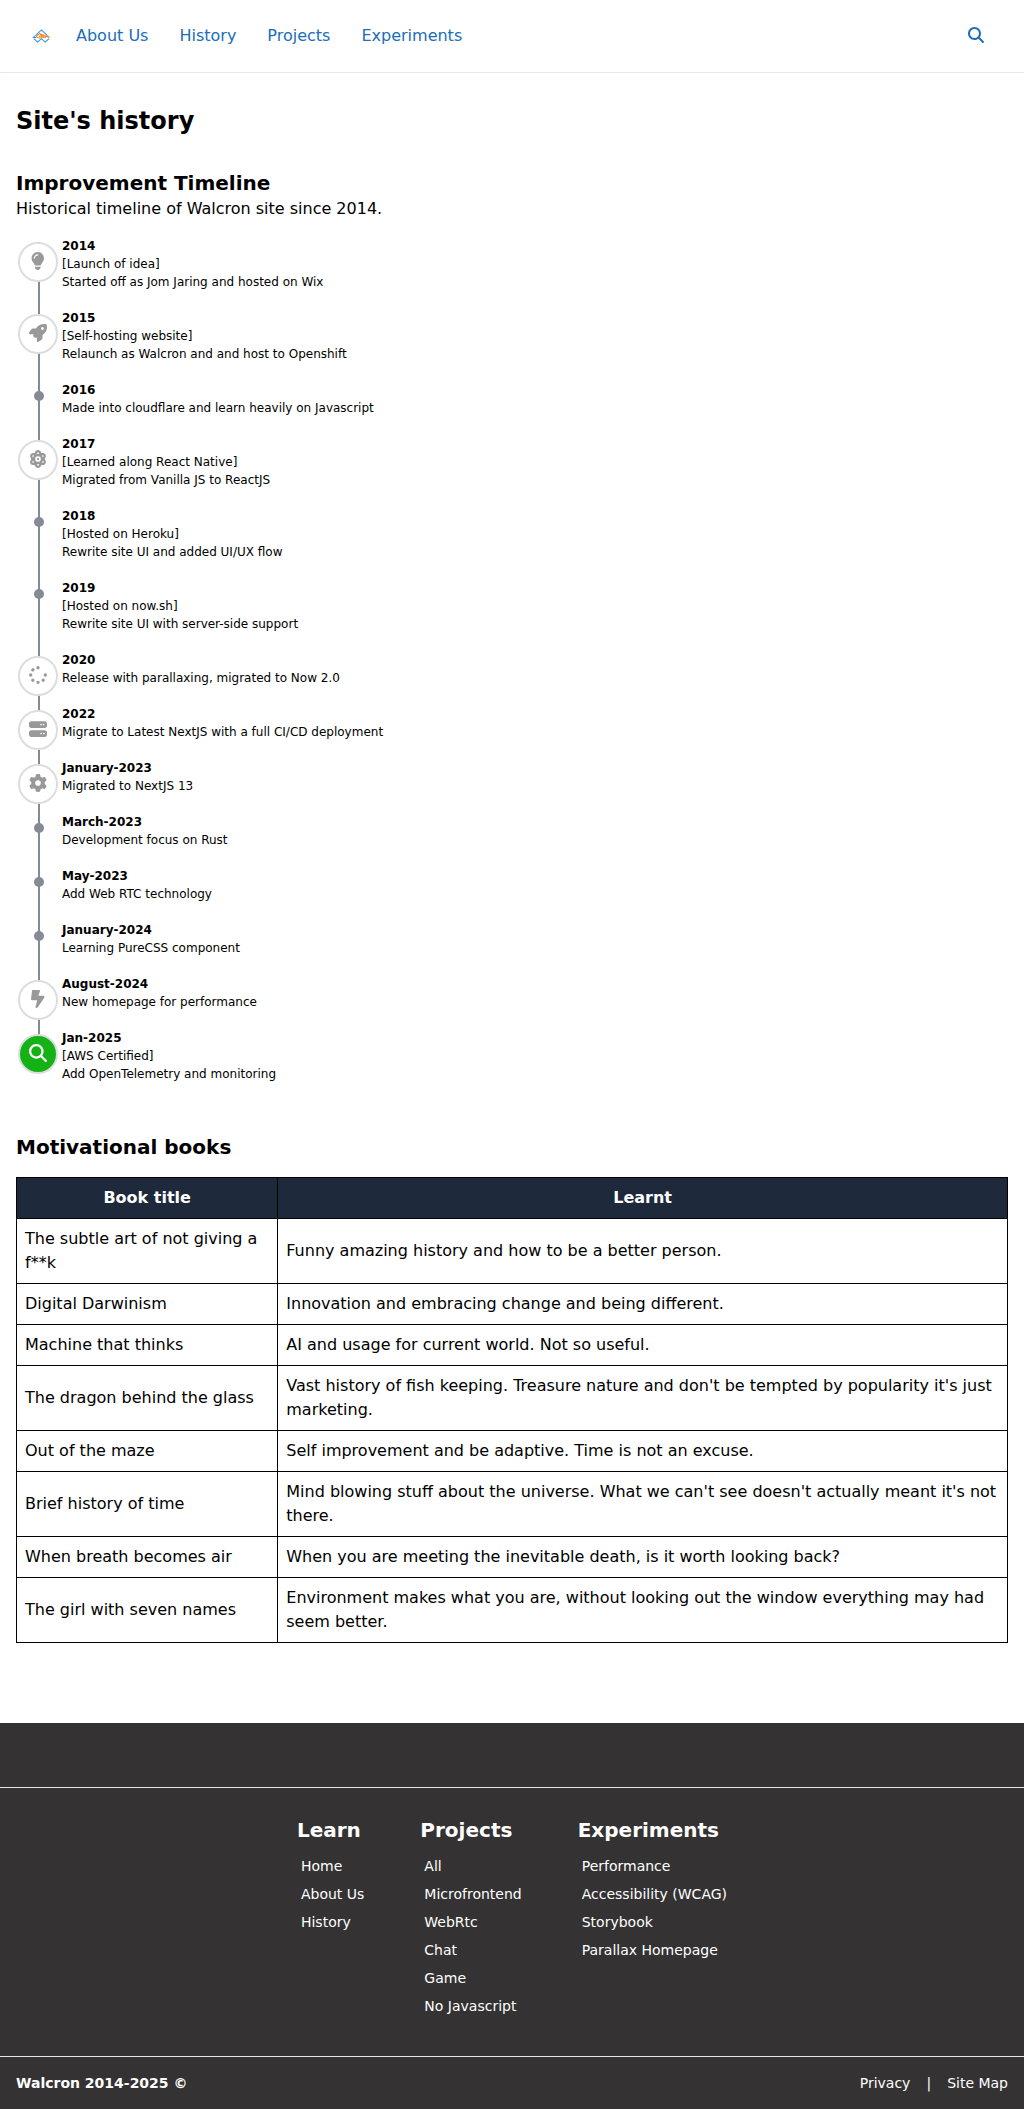 About Us
History
Projects
Experiments
Site's history
Improvement Timeline
Historical timeline of Walcron site since 2014.
2014
[Launch of idea]
Started off as Jom Jaring and hosted on Wix
2015
[Self-hosting website]
Relaunch as Walcron and and host to Openshift
2016
Made into cloudflare and learn heavily on Javascript
2017
[Learned along React Native]
Migrated from Vanilla JS to ReactJS
2018
[Hosted on Heroku]
Rewrite site UI and added UI/UX flow
2019
[Hosted on now.sh]
Rewrite site UI with server-side support
2020
Release with parallaxing, migrated to Now 2.0
2022
Migrate to Latest NextJS with a full CI/CD deployment
January-2023
Migrated to NextJS 13
March-2023
Development focus on Rust
May-2023
Add Web RTC technology
January-2024
Learning PureCSS component
August-2024
New homepage for performance
Jan-2025
[AWS Certified]
Add OpenTelemetry and monitoring
Motivational books
Book title
Learnt
The subtle art of not giving a
f**k
Funny amazing history and how to be a better person.
Digital Darwinism
Innovation and embracing change and being different.
Machine that thinks
AI and usage for current world. Not so useful.
The dragon behind the glass
Vast history of fish keeping. Treasure nature and don't be tempted by popularity it's just
marketing.
Out of the maze
Self improvement and be adaptive. Time is not an excuse.
Brief history of time
Mind blowing stuff about the universe. What we can't see doesn't actually meant it's not
there.
When breath becomes air
When you are meeting the inevitable death, is it worth looking back?
The girl with seven names
Environment makes what you are, without looking out the window everything may had
seem better.
Learn
Home
About Us
History
Projects
All
Microfrontend
WebRtc
Chat
Game
No Javascript
Experiments
Performance
Accessibility (WCAG)
Storybook
Parallax Homepage
Walcron 2014-2025 ©
Privacy | Site Map